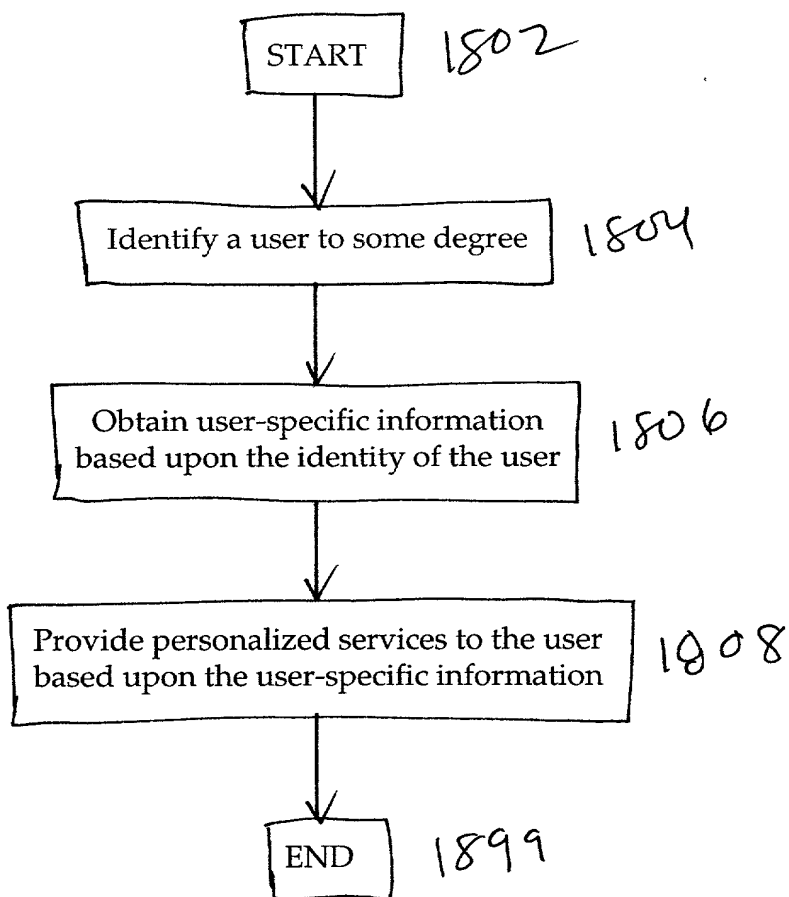 START 1802
Identify a user to some degree 1804
Obtain user-specific information
based upon the identity of the user 1806
Provide personalized services to the user
based upon the user-specific information 1808
END 1899